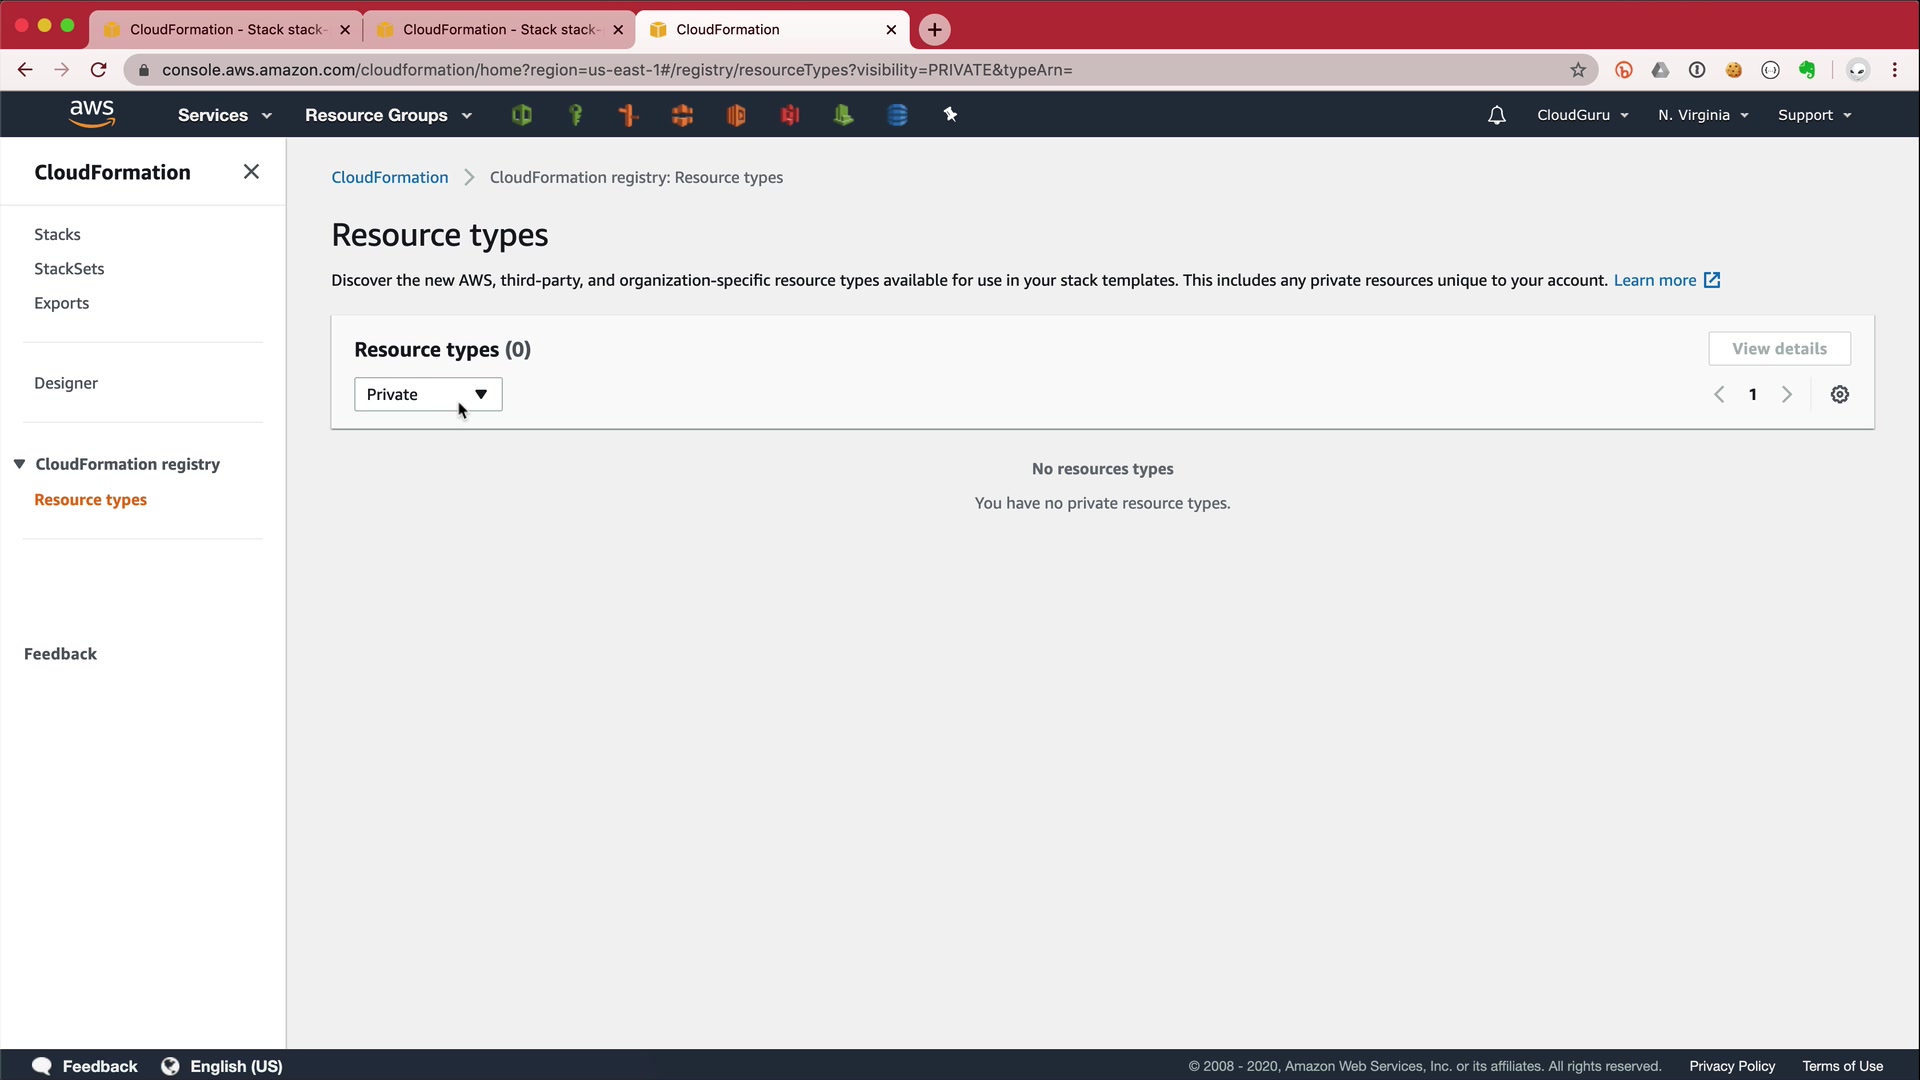 CloudFormation - Stack stack-
CloudFormation - Stack stack-
CloudFormation
console.aws.amazon.com/cloudformation/home?region=us-east-1#/registry/resourceTypes?visibility=PRIVATE&typeArn=
aws
Services
Resource Groups
CloudGuru
N. Virginia
Support
CloudFormation
Stacks
StackSets
Exports
Designer
CloudFormation registry
Resource types
Feedback
CloudFormation
CloudFormation registry: Resource types
Resource types
Discover the new AWS, third-party, and organization-specific resource types available for use in your stack templates. This includes any private resources unique to your account. Learn more
Resource types (0)
View details
Private
1
No resources types
You have no private resource types.
Feedback
English (US)
© 2008 - 2020, Amazon Web Services, Inc. or its affiliates. All rights reserved.
Privacy Policy
Terms of Use